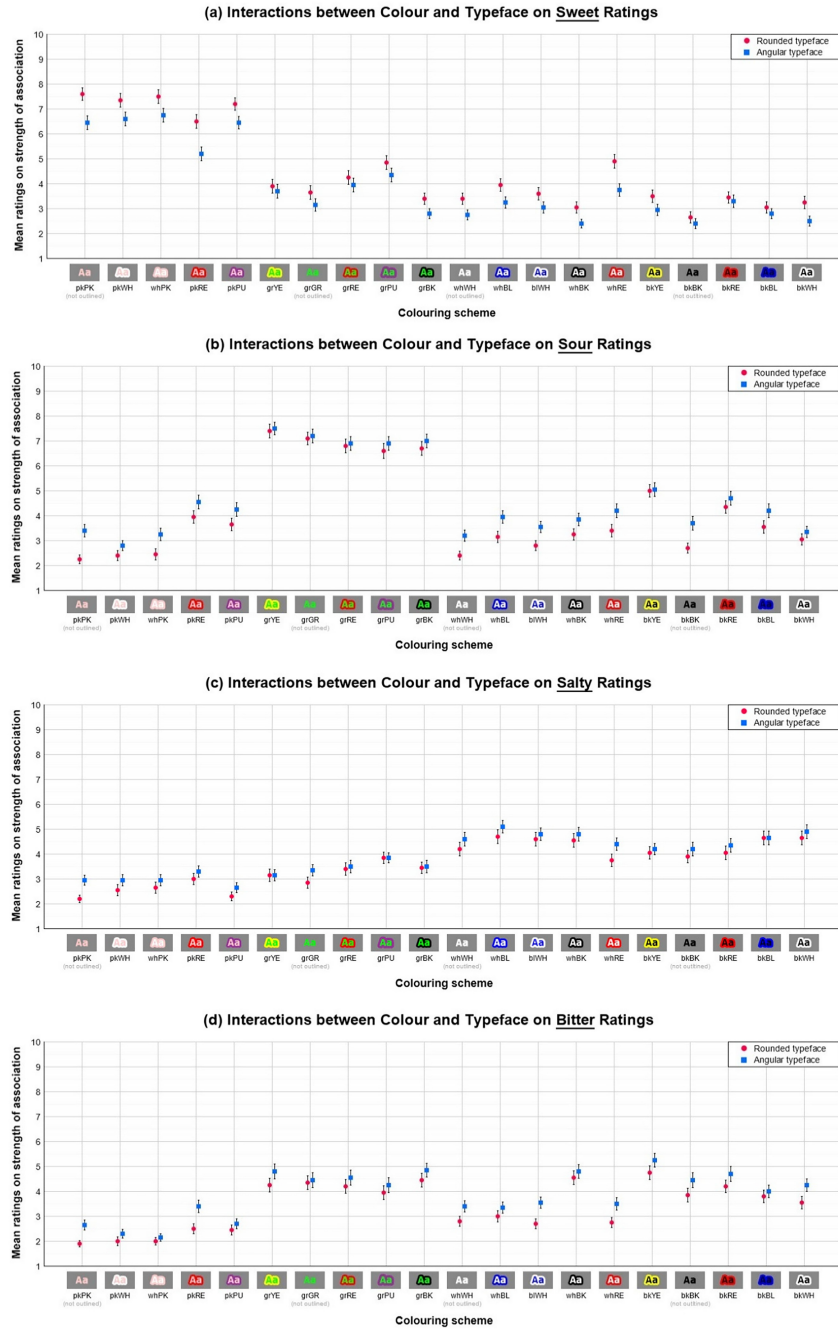 (a) Interactions between Colour and Typeface on Sweet Ratings
Rounded typeface
Angular typeface
Mean ratings on strength of association
10
9
8
7
6
5
4
3
2
1
Aa Aa Aa Aa Aa Aa Aa Aa Aa Aa Aa Aa Aa Aa Aa Aa Aa Aa Aa Aa
pkPK pkWH whPK pkRE pkPU grYE grGR grRE grPU grBK whWH whBL blWH whBK whRE bkYE bkBK bkRE bkBL bkWH
(not outlined) (not outlined) (not outlined) (not outlined)
Colouring scheme
(b) Interactions between Colour and Typeface on Sour Ratings
Rounded typeface
Angular typeface
Mean ratings on strength of association
10
9
8
7
6
5
4
3
2
1
Aa Aa Aa Aa Aa Aa Aa Aa Aa Aa Aa Aa Aa Aa Aa Aa Aa Aa Aa Aa
pkPK pkWH whPK pkRE pkPU grYE grGR grRE grPU grBK whWH whBL blWH whBK whRE bkYE bkBK bkRE bkBL bkWH
(not outlined) (not outlined) (not outlined) (not outlined)
Colouring scheme
(c) Interactions between Colour and Typeface on Salty Ratings
Rounded typeface
Angular typeface
Mean ratings on strength of association
10
9
8
7
6
5
4
3
2
1
Aa Aa Aa Aa Aa Aa Aa Aa Aa Aa Aa Aa Aa Aa Aa Aa Aa Aa Aa Aa
pkPK pkWH whPK pkRE pkPU grYE grGR grRE grPU grBK whWH whBL blWH whBK whRE bkYE bkBK bkRE bkBL bkWH
(not outlined) (not outlined) (not outlined) (not outlined)
Colouring scheme
(d) Interactions between Colour and Typeface on Bitter Ratings
Rounded typeface
Angular typeface
Mean ratings on strength of association
10
9
8
7
6
5
4
3
2
1
Aa Aa Aa Aa Aa Aa Aa Aa Aa Aa Aa Aa Aa Aa Aa Aa Aa Aa Aa Aa
pkPK pkWH whPK pkRE pkPU grYE grGR grRE grPU grBK whWH whBL blWH whBK whRE bkYE bkBK bkRE bkBL bkWH
(not outlined) (not outlined) (not outlined) (not outlined)
Colouring scheme